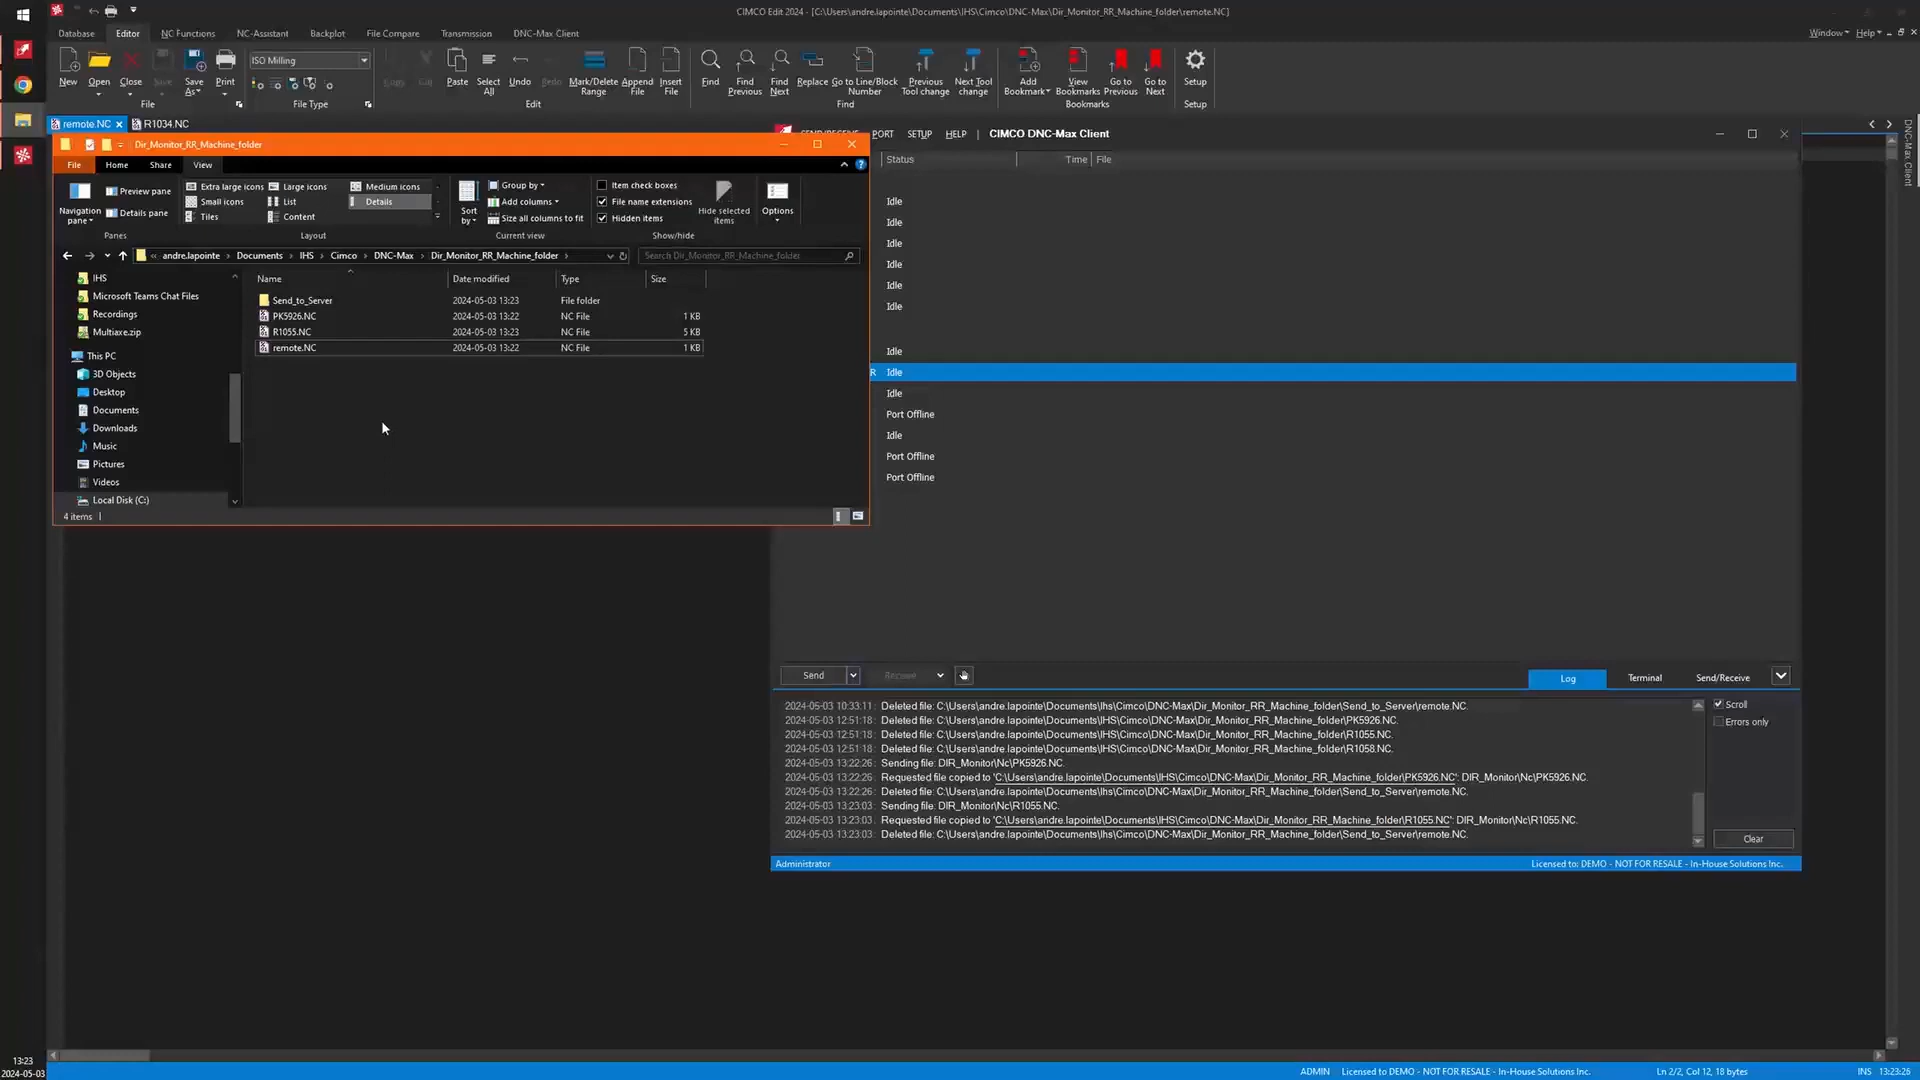 CIMCO Edit 2024 - [C:\Users\andre.lapointe\Documents\IHS\Cimco\DNC-Max\Dir_Monitor_RR_Machine_folder\remote.NC]
Database Editor NC Functions NC-Assistant Backplot File Compare Transmission DNC-Max Client Window Help
ISO Milling
New Open Close Save As Print
Paste Select All Undo Mark/Delete Range Append File Insert File
Find Find Previous Find Next Replace Go to Line/Block Number Previous Tool change Next Tool change
Add Bookmark View Bookmarks Go to Previous Go to Next Setup
File File Type Edit Find Bookmarks Setup
remote.NC R1034.NC
DNC-Max Client
Dir_Monitor_RR_Machine_folder
File Home Share View
Navigation pane Preview pane Details pane
Extra large icons Large icons Medium icons
Small icons List Details
Tiles Content
Sort by Group by Add columns Size all columns to fit
Item check boxes
File name extensions
Hidden items
Hide selected items Options
Panes Layout Current view Show/hide
« andre.lapointe › Documents › IHS › Cimco › DNC-Max › Dir_Monitor_RR_Machine_folder › Search Dir_Monitor_RR_Machine_folder
IHS
Microsoft Teams Chat Files
Recordings
Multiaxe.zip
This PC
3D Objects
Desktop
Documents
Downloads
Music
Pictures
Videos
Local Disk (C:)
Name Date modified Type Size
Send_to_Server 2024-05-03 13:23 File folder
PK5926.NC 2024-05-03 13:22 NC File 1 KB
R1055.NC 2024-05-03 13:23 NC File 5 KB
remote.NC 2024-05-03 13:22 NC File 1 KB
4 items
SEND/RECEIVE PORT SETUP HELP | CIMCO DNC-Max Client
Status Time File
Idle
Idle
Idle
Idle
Idle
Idle
Idle
R Idle
Idle
Port Offline
Idle
Port Offline
Port Offline
Send Receive Log Terminal Send/Receive
2024-05-03 10:33:11: Deleted file: C:\Users\andre.lapointe\Documents\Ihs\Cimco\DNC-Max\Dir_Monitor_RR_Machine_folder\Send_to_Server\remote.NC.
2024-05-03 12:51:18: Deleted file: C:\Users\andre.lapointe\Documents\IHS\Cimco\DNC-Max\Dir_Monitor_RR_Machine_folder\PK5926.NC.
2024-05-03 12:51:18: Deleted file: C:\Users\andre.lapointe\Documents\IHS\Cimco\DNC-Max\Dir_Monitor_RR_Machine_folder\R1055.NC.
2024-05-03 12:51:18: Deleted file: C:\Users\andre.lapointe\Documents\IHS\Cimco\DNC-Max\Dir_Monitor_RR_Machine_folder\R1058.NC.
2024-05-03 13:22:26: Sending file: DIR_Monitor\Nc\PK5926.NC.
2024-05-03 13:22:26: Requested file copied to 'C:\Users\andre.lapointe\Documents\IHS\Cimco\DNC-Max\Dir_Monitor_RR_Machine_folder\PK5926.NC': DIR_Monitor\Nc\PK5926.NC.
2024-05-03 13:22:26: Deleted file: C:\Users\andre.lapointe\Documents\Ihs\Cimco\DNC-Max\Dir_Monitor_RR_Machine_folder\Send_to_Server\remote.NC.
2024-05-03 13:23:03: Sending file: DIR_Monitor\Nc\R1055.NC.
2024-05-03 13:23:03: Requested file copied to 'C:\Users\andre.lapointe\Documents\IHS\Cimco\DNC-Max\Dir_Monitor_RR_Machine_folder\R1055.NC': DIR_Monitor\Nc\R1055.NC.
2024-05-03 13:23:03: Deleted file: C:\Users\andre.lapointe\Documents\Ihs\Cimco\DNC-Max\Dir_Monitor_RR_Machine_folder\Send_to_Server\remote.NC.
Scroll
Errors only
Clear
Administrator Licensed to: DEMO - NOT FOR RESALE - In-House Solutions Inc.
13:23
2024-05-03
ADMIN Licensed to DEMO - NOT FOR RESALE - In-House Solutions Inc. Ln 2/2, Col 12, 18 bytes INS 13:23:26